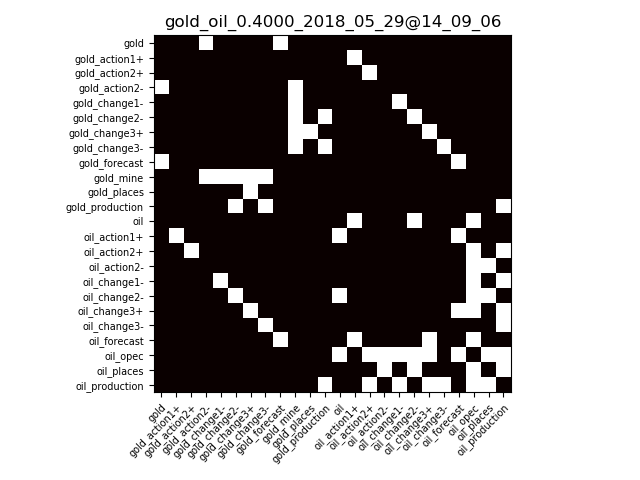 gold_oil_0.4000_2018_05_29@14_09_06
gold
gold_action1+
gold_action2+
gold_action2-
gold_change1-
gold_change2-
gold_change3+
gold_change3-
gold_forecast
gold_mine
gold_places
gold_production
oil
oil_action1+
oil_action2+
oil_action2-
oil_change1-
oil_change2-
oil_change3+
oil_change3-
oil_forecast
oil_opec
oil_places
oil_production
gold
gold_action1+
gold_action2+
gold_action2-
gold_change1-
gold_change2-
gold_change3+
gold_change3-
gold_forecast
gold_mine
gold_places
gold_production
oil
oil_action1+
oil_action2+
oil_action2-
oil_change1-
oil_change2-
oil_change3+
oil_change3-
oil_forecast
oil_opec
oil_places
oil_production